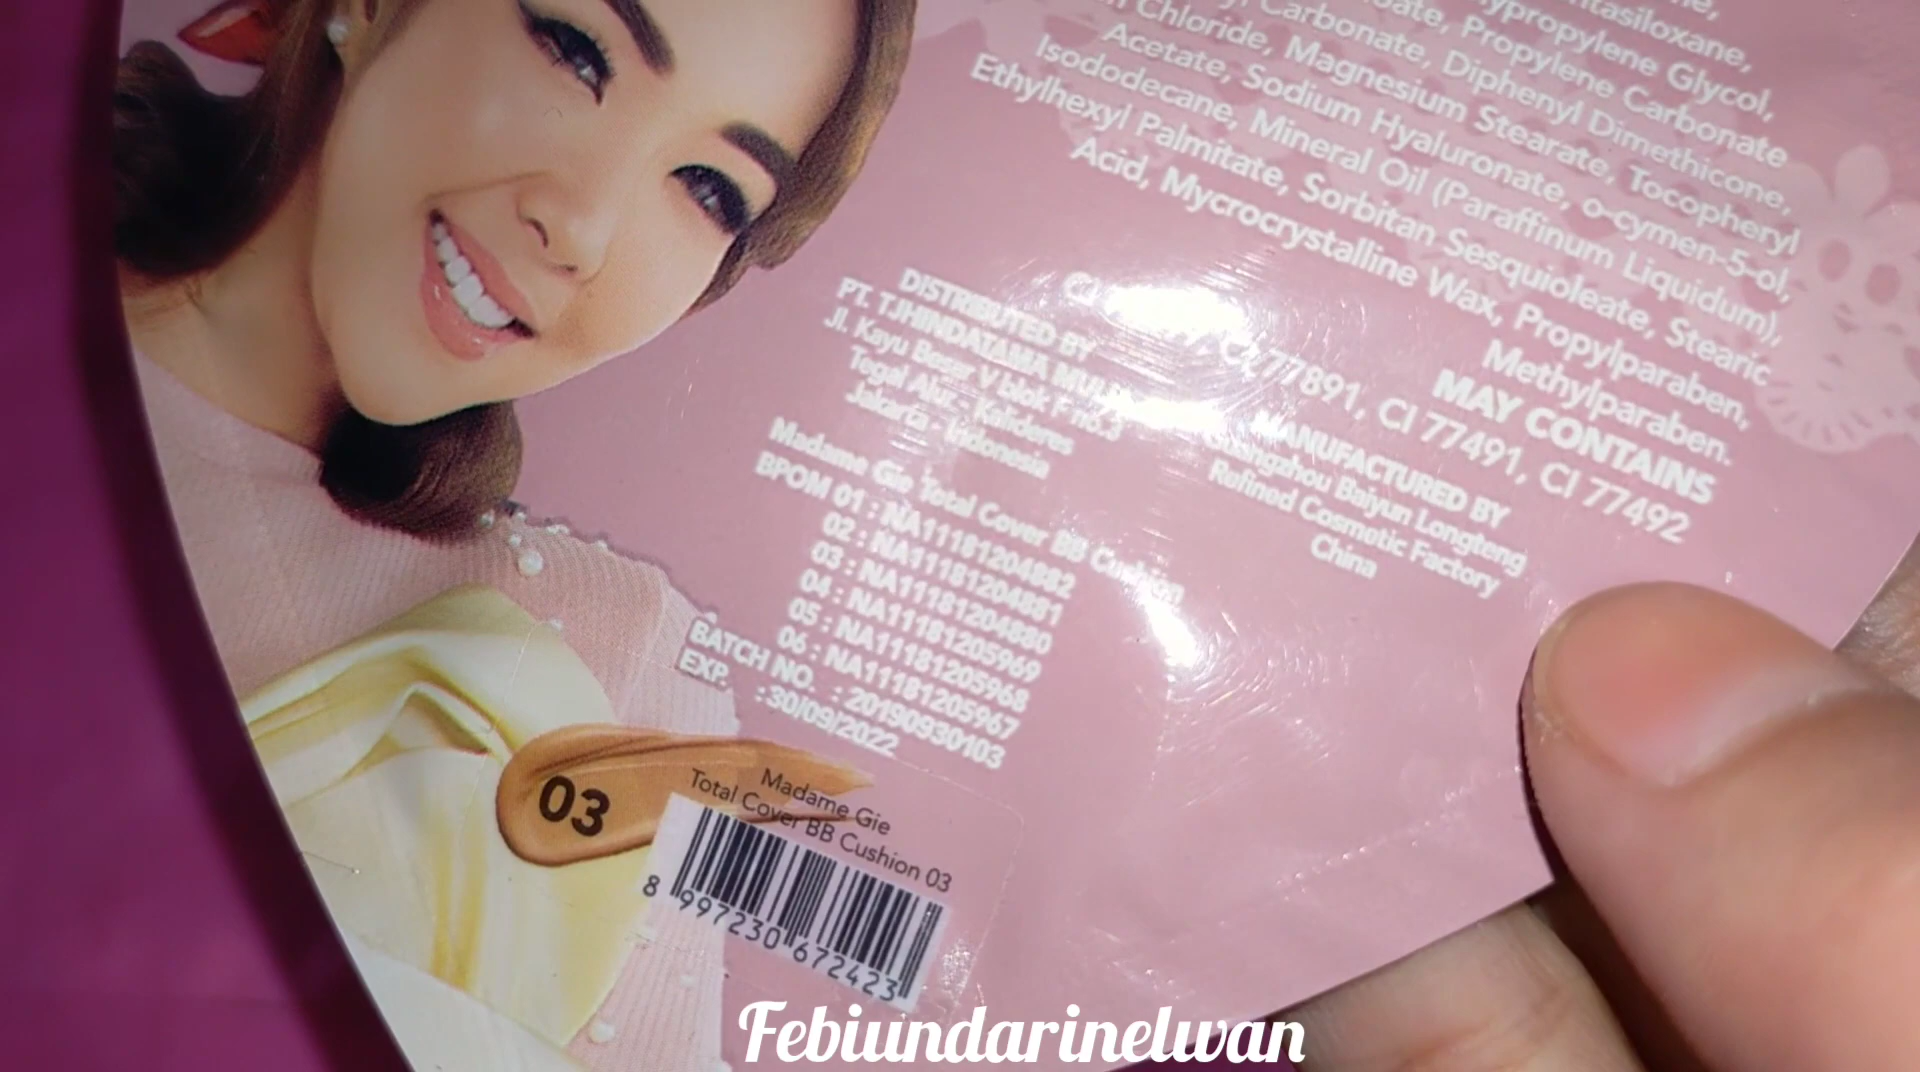 ntasiloxane,
ypropylene Glycol,
oate, Propylene Carbonate
Carbonate, Diphenyl Dimethicone,
Chloride, Magnesium Stearate, Tocopheryl
Acetate, Sodium Hyaluronate, o-cymen-5-ol,
Isododecane, Mineral Oil (Paraffinum Liquidum),
Ethylhexyl Palmitate, Sorbitan Sesquioleate, Stearic
Acid, Mycrocrystalline Wax, Propylparaben,
Methylparaben.
MAY CONTAINS
CI 77891, CI 77491, CI 77492
DISTRIBUTED BY
PT. TJHINDATAMA
Jl. Kayu Besar V blok F
Tegal Alur - Kalideres
Jakarta - Indonesia
MANUFACTURED BY
Guangzhou Baiyun Longteng
Refined Cosmetic Factory
China
Madame Gie Total Cover BB Cushion
BPOM 01 : NA11181204882
02 : NA11181204881
03 : NA11181204880
04 : NA11181205969
05 : NA11181205968
06 : NA11181205967
BATCH NO. : 20190930103
EXP. : 30/09/2022
03
Madame Gie
Total Cover BB Cushion 03
8 997230 672423
Febiundarinelwan